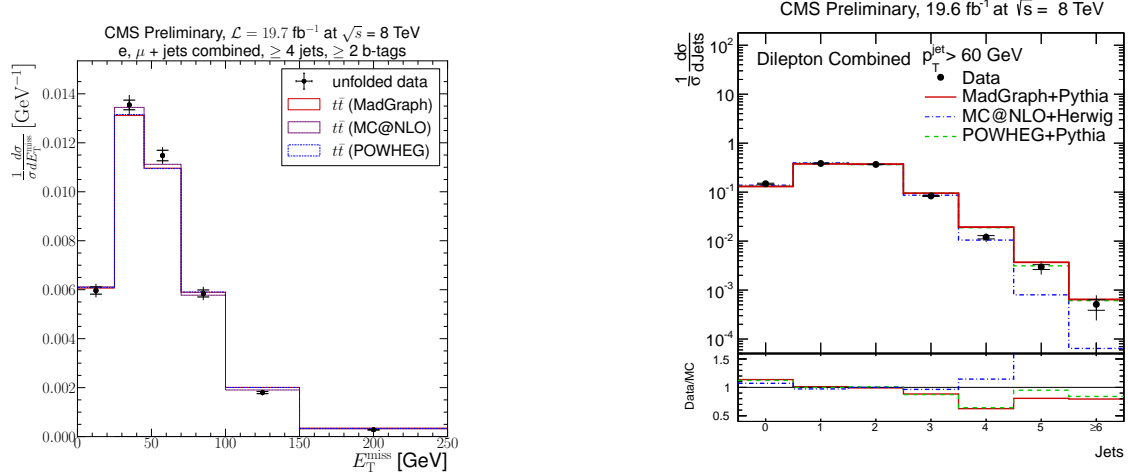 CMS Preliminary, ℒ = 19.7 fb⁻¹ at √s = 8 TeV
e, μ + jets combined, ≥ 4 jets, ≥ 2 b-tags
unfolded data
tt̄ (MadGraph)
tt̄ (MC@NLO)
tt̄ (POWHEG)
1/σ dσ/dE_T^miss [GeV⁻¹]
0.014
0.012
0.010
0.008
0.006
0.004
0.002
0.000
0 50 100 150 200 250
E_T^miss [GeV]
CMS Preliminary, 19.6 fb⁻¹ at √s = 8 TeV
Dilepton Combined p_T^jet > 60 GeV
Data
MadGraph+Pythia
MC@NLO+Herwig
POWHEG+Pythia
1/σ dσ/dJets
10²
10
1
10⁻¹
10⁻²
10⁻³
10⁻⁴
Data/MC
1.5
1
0.5
0 1 2 3 4 5 ≥6
Jets